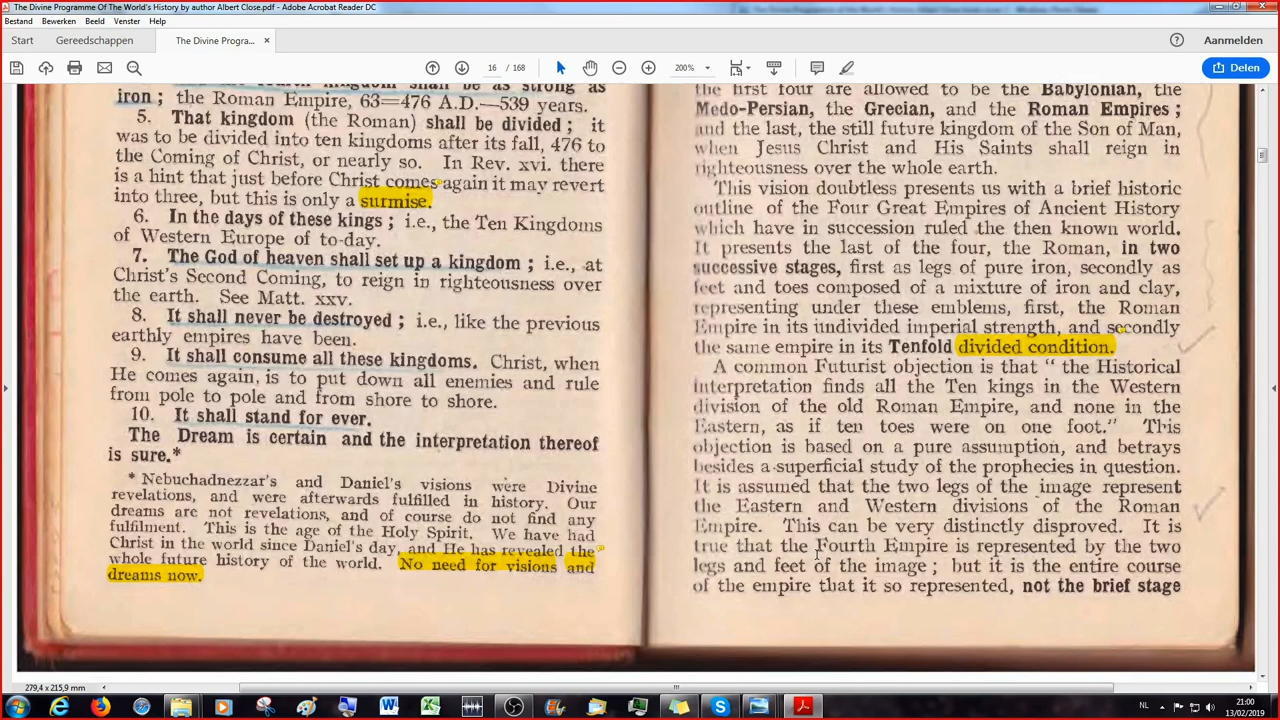 The Divine Programme Of The World's History by author Albert Close.pdf - Adobe Acrobat Reader DC
Bestand Bewerken Beeld Venster Help
Start Gereedschappen The Divine Progra... × Aanmelden
16 / 168 200% Delen
iron; the Roman Empire, 63=476 A.D.—539 years.
5. That kingdom (the Roman) shall be divided; it
was to be divided into ten kingdoms after its fall, 476 to
the Coming of Christ, or nearly so. In Rev. xvi. there
is a hint that just before Christ comes again it may revert
into three, but this is only a surmise.
6. In the days of these kings; i.e., the Ten Kingdoms
of Western Europe of to-day.
7. The God of heaven shall set up a kingdom; i.e., at
Christ's Second Coming, to reign in righteousness over
the earth. See Matt. xxv.
8. It shall never be destroyed; i.e., like the previous
earthly empires have been.
9. It shall consume all these kingdoms. Christ, when
He comes again, is to put down all enemies and rule
from pole to pole and from shore to shore.
10. It shall stand for ever.
The Dream is certain and the interpretation thereof
is sure.*
* Nebuchadnezzar's and Daniel's visions were Divine
revelations, and were afterwards fulfilled in history. Our
dreams are not revelations, and of course do not find any
fulfilment. This is the age of the Holy Spirit. We have had
Christ in the world since Daniel's day, and He has revealed the
whole future history of the world. No need for visions and
dreams now.
the first four are allowed to be the Babylonian, the
Medo-Persian, the Grecian, and the Roman Empires;
and the last, the still future kingdom of the Son of Man,
when Jesus Christ and His Saints shall reign in
righteousness over the whole earth.
This vision doubtless presents us with a brief historic
outline of the Four Great Empires of Ancient History
which have in succession ruled the then known world.
It presents the last of the four, the Roman, in two
successive stages, first as legs of pure iron, secondly as
feet and toes composed of a mixture of iron and clay,
representing under these emblems, first, the Roman
Empire in its undivided imperial strength, and secondly
the same empire in its Tenfold divided condition.
A common Futurist objection is that " the Historical
Interpretation finds all the Ten kings in the Western
division of the old Roman Empire, and none in the
Eastern, as if ten toes were on one foot." This
objection is based on a pure assumption, and betrays
besides a superficial study of the prophecies in question.
It is assumed that the two legs of the image represent
the Eastern and Western divisions of the Roman
Empire. This can be very distinctly disproved. It is
true that the Fourth Empire is represented by the two
legs and feet of the image; but it is the entire course
of the empire that it so represented, not the brief stage
279,4 x 215,9 mm
NL 21:00
13/02/2019